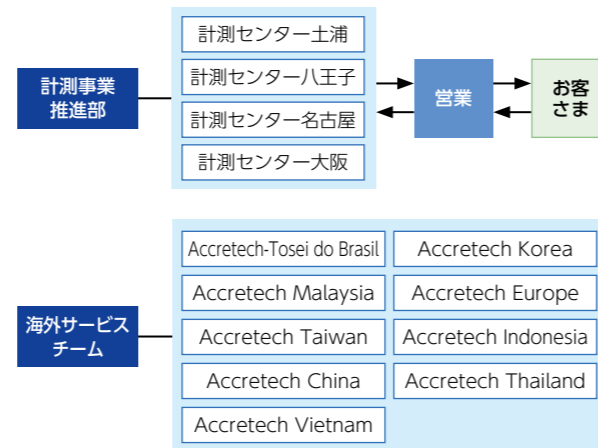 計測事業
推進部
計測センター土浦
計測センター八王子
計測センター名古屋
計測センター大阪
営業
お客
さま
海外サービス
チーム
Accretech-Tosei do Brasil
Accretech Korea
Accretech Malaysia
Accretech Europe
Accretech Taiwan
Accretech Indonesia
Accretech China
Accretech Thailand
Accretech Vietnam